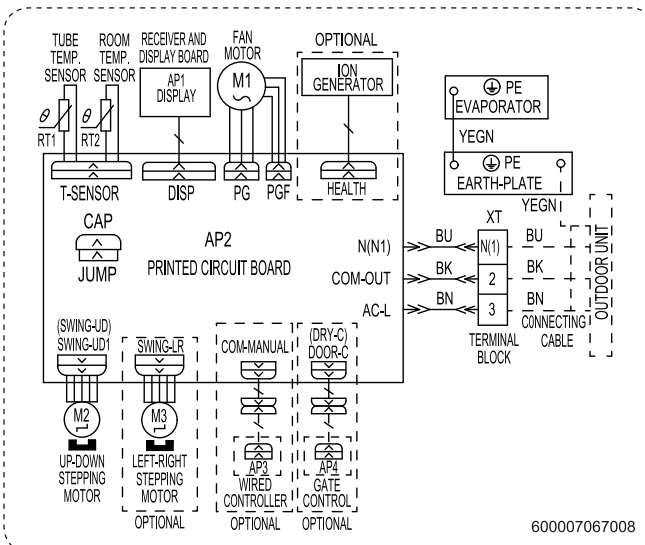 TUBE TEMP. SENSOR
ROOM TEMP. SENSOR
RECEIVER AND DISPLAY BOARD
FAN MOTOR
OPTIONAL
AP1 DISPLAY
M1
ION GENERATOR
PE
EVAPORATOR
θ
RT1
θ
RT2
YEGN
PE
EARTH-PLATE
T-SENSOR
DISP
PG
PGF
HEALTH
YEGN
CAP
JUMP
AP2
PRINTED CIRCUIT BOARD
XT
N(N1)
BU
N(1)
BU
COM-OUT
BK
2
BK
AC-L
BN
3
BN
OUTDOOR UNIT
TERMINAL BLOCK
CONNECTING CABLE
(SWING-UD)
SWING-UD1
SWING-LR
COM-MANUAL
(DRY-C)
DOOR-C
M2
M3
AP3
AP4
UP-DOWN STEPPING MOTOR
LEFT-RIGHT STEPPING MOTOR
WIRED CONTROLLER
GATE CONTROL
OPTIONAL
OPTIONAL
OPTIONAL
600007067008